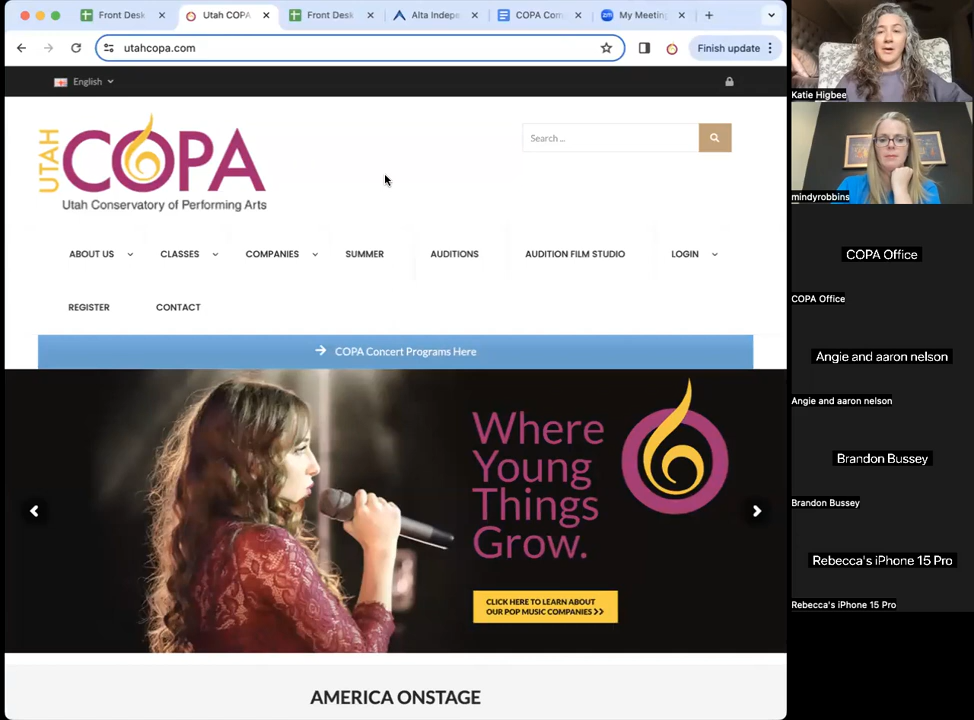 Front Desk
Utah COPA
Front Desk
Alta Indepe
COPA Com
My Meetin
utahcopa.com
Finish update
English
Search ...
UTAH
COPA
Utah Conservatory of Performing Arts
ABOUT US
CLASSES
COMPANIES
SUMMER
AUDITIONS
AUDITION FILM STUDIO
LOGIN
REGISTER
CONTACT
COPA Concert Programs Here
Where
Young
Things
Grow.
CLICK HERE TO LEARN ABOUT
OUR POP MUSIC COMPANIES >>
AMERICA ONSTAGE
Katie Higbee
mindyrobbins
COPA Office
COPA Office
Angie and aaron nelson
Angie and aaron nelson
Brandon Bussey
Brandon Bussey
Rebecca's iPhone 15 Pro
Rebecca's iPhone 15 Pro